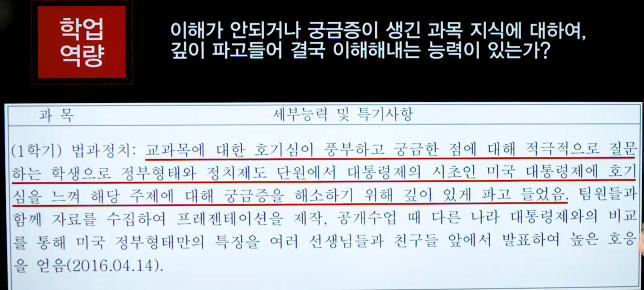 학업
역량
이해가 안되거나 궁금증이 생긴 과목 지식에 대하여,
깊이 파고들어 결국 이해해내는 능력이 있는가?
과 목 세부능력 및 특기사항
(1학기) 법과정치: 교과목에 대한 호기심이 풍부하고 궁금한 점에 대해 적극적으로 질문
하는 학생으로 정부형태와 정치제도 단원에서 대통령제의 시초인 미국 대통령제에 호기
심을 느껴 해당 주제에 대해 궁금증을 해소하기 위해 깊이 있게 파고 들었음. 팀원들과
함께 자료를 수집하여 프레젠테이션을 제작, 공개수업 때 다른 나라 대통령제와의 비교
를 통해 미국 정부형태만의 특징을 여러 선생님들과 친구들 앞에서 발표하여 높은 호응
을 얻음(2016.04.14).